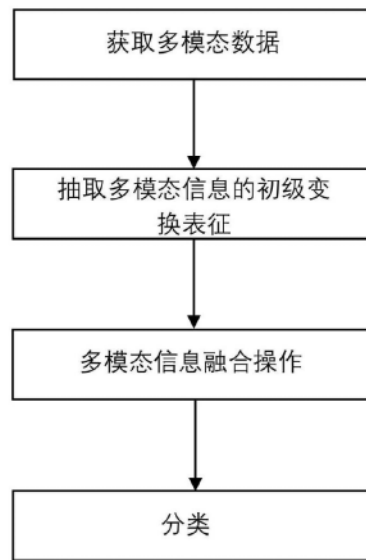 获取多模态数据
抽取多模态信息的初级变
换表征
多模态信息融合操作
分类